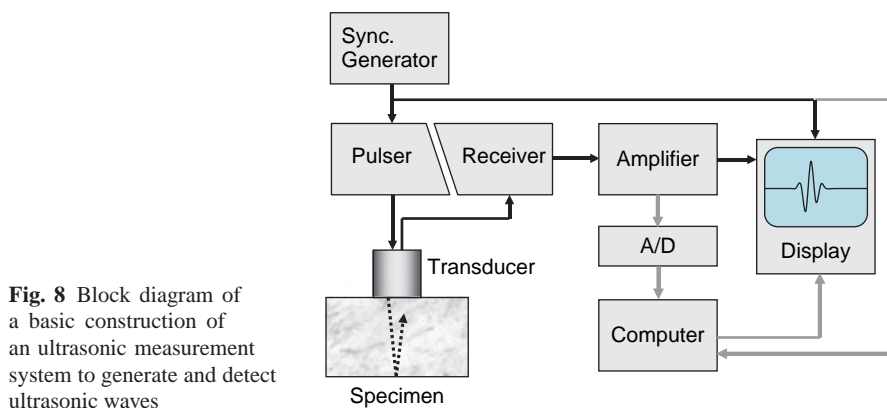 Sync.
Generator
Pulser
Receiver
Amplifier
A/D
Display
Transducer
Computer
Specimen
Fig. 8 Block diagram of
a basic construction of
an ultrasonic measurement
system to generate and detect
ultrasonic waves